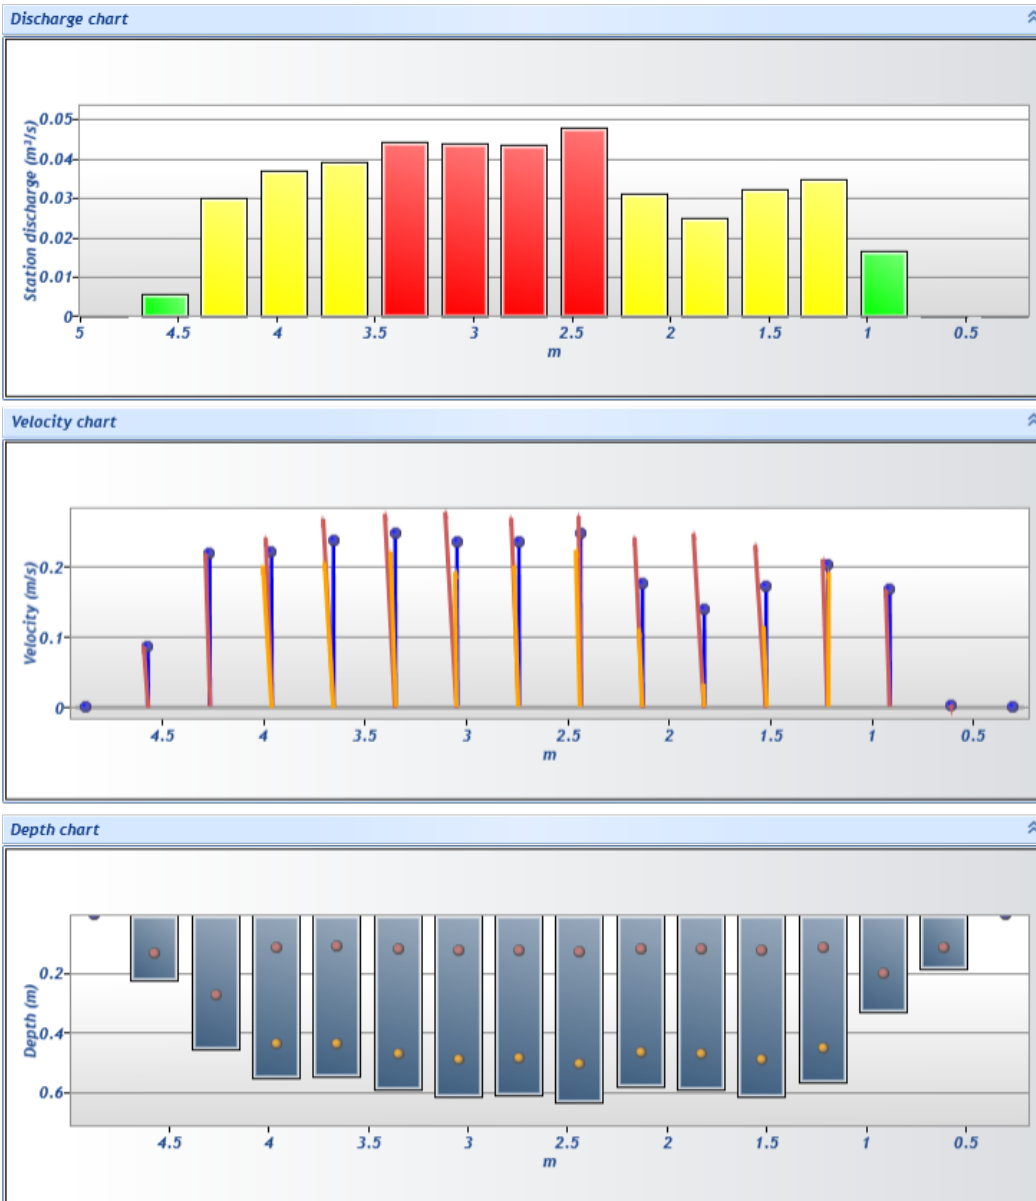 Discharge chart
Station discharge (m³/s)
0.05
0.04
0.03
0.02
0.01
0
5 4.5 4 3.5 3 2.5 2 1.5 1 0.5
m
Velocity chart
Velocity (m/s)
0.2
0.1
0
4.5 4 3.5 3 2.5 2 1.5 1 0.5
m
Depth chart
Depth (m)
0.2
0.4
0.6
4.5 4 3.5 3 2.5 2 1.5 1 0.5
m